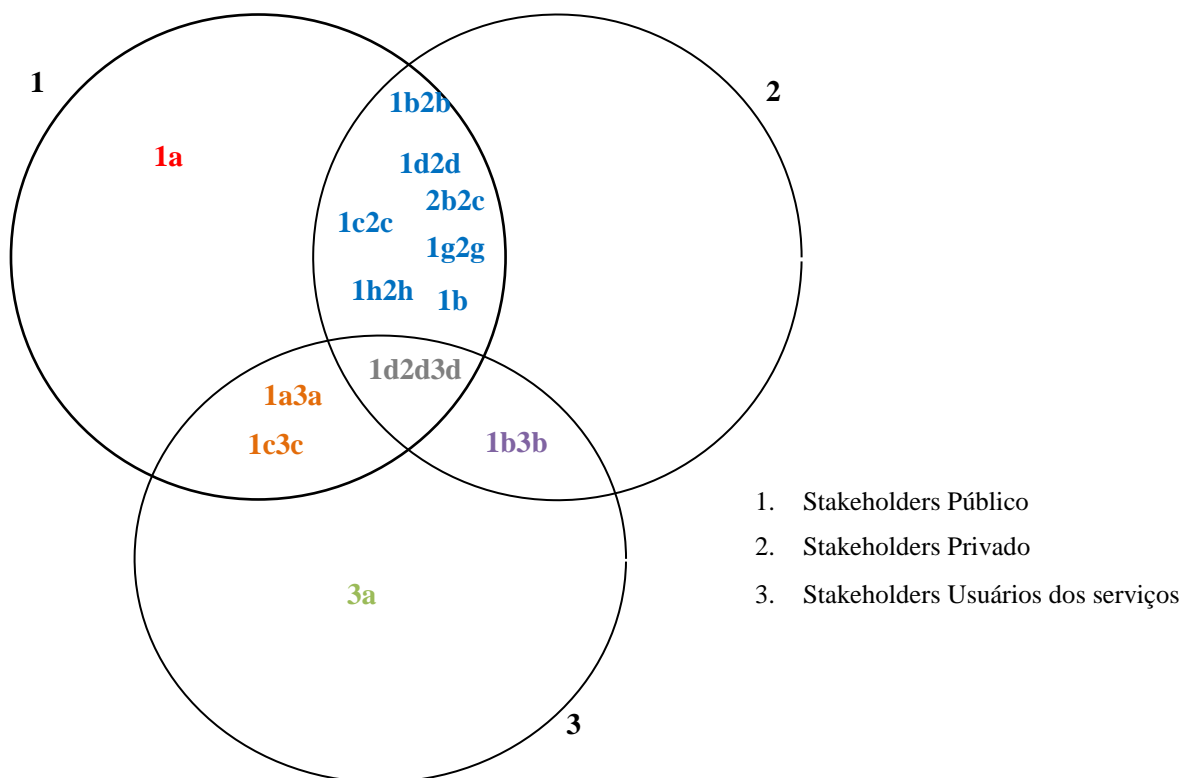 1
2
1b2b
1a
1d2d
2b2c
1c2c
1g2g
1h2h
1b
1d2d3d
1a3a
1c3c
1b3b
1. Stakeholders Público
2. Stakeholders Privado
3. Stakeholders Usuários dos serviços
3a
3